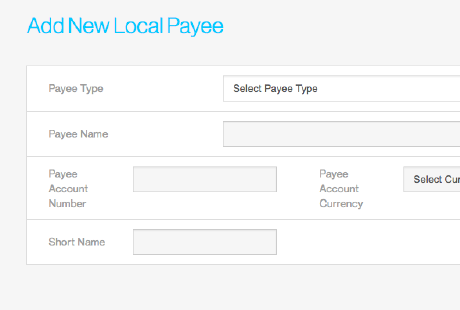 Add New Local Payee
Payee Type
Select Payee Type
Payee Name
Payee
Account
Number
Payee
Account
Currency
Select Cur
Short Name